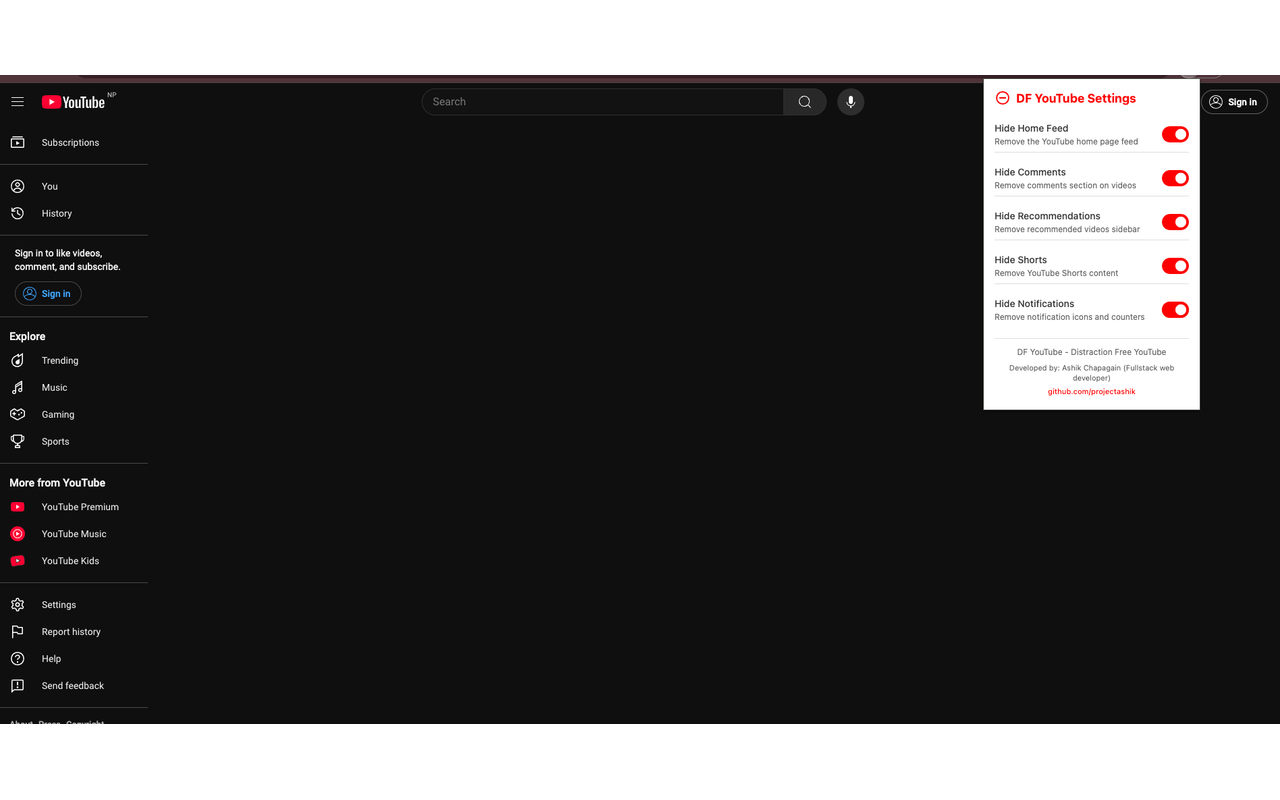 YouTube NP
Search
Sign in
Subscriptions
You
History
Sign in to like videos,
comment, and subscribe.
Sign in
Explore
Trending
Music
Gaming
Sports
More from YouTube
YouTube Premium
YouTube Music
YouTube Kids
Settings
Report history
Help
Send feedback
About Press Copyright
DF YouTube Settings
Hide Home Feed
Remove the YouTube home page feed
Hide Comments
Remove comments section on videos
Hide Recommendations
Remove recommended videos sidebar
Hide Shorts
Remove YouTube Shorts content
Hide Notifications
Remove notification icons and counters
DF YouTube - Distraction Free YouTube
Developed by: Ashik Chapagain (Fullstack web
developer)
github.com/projectashik